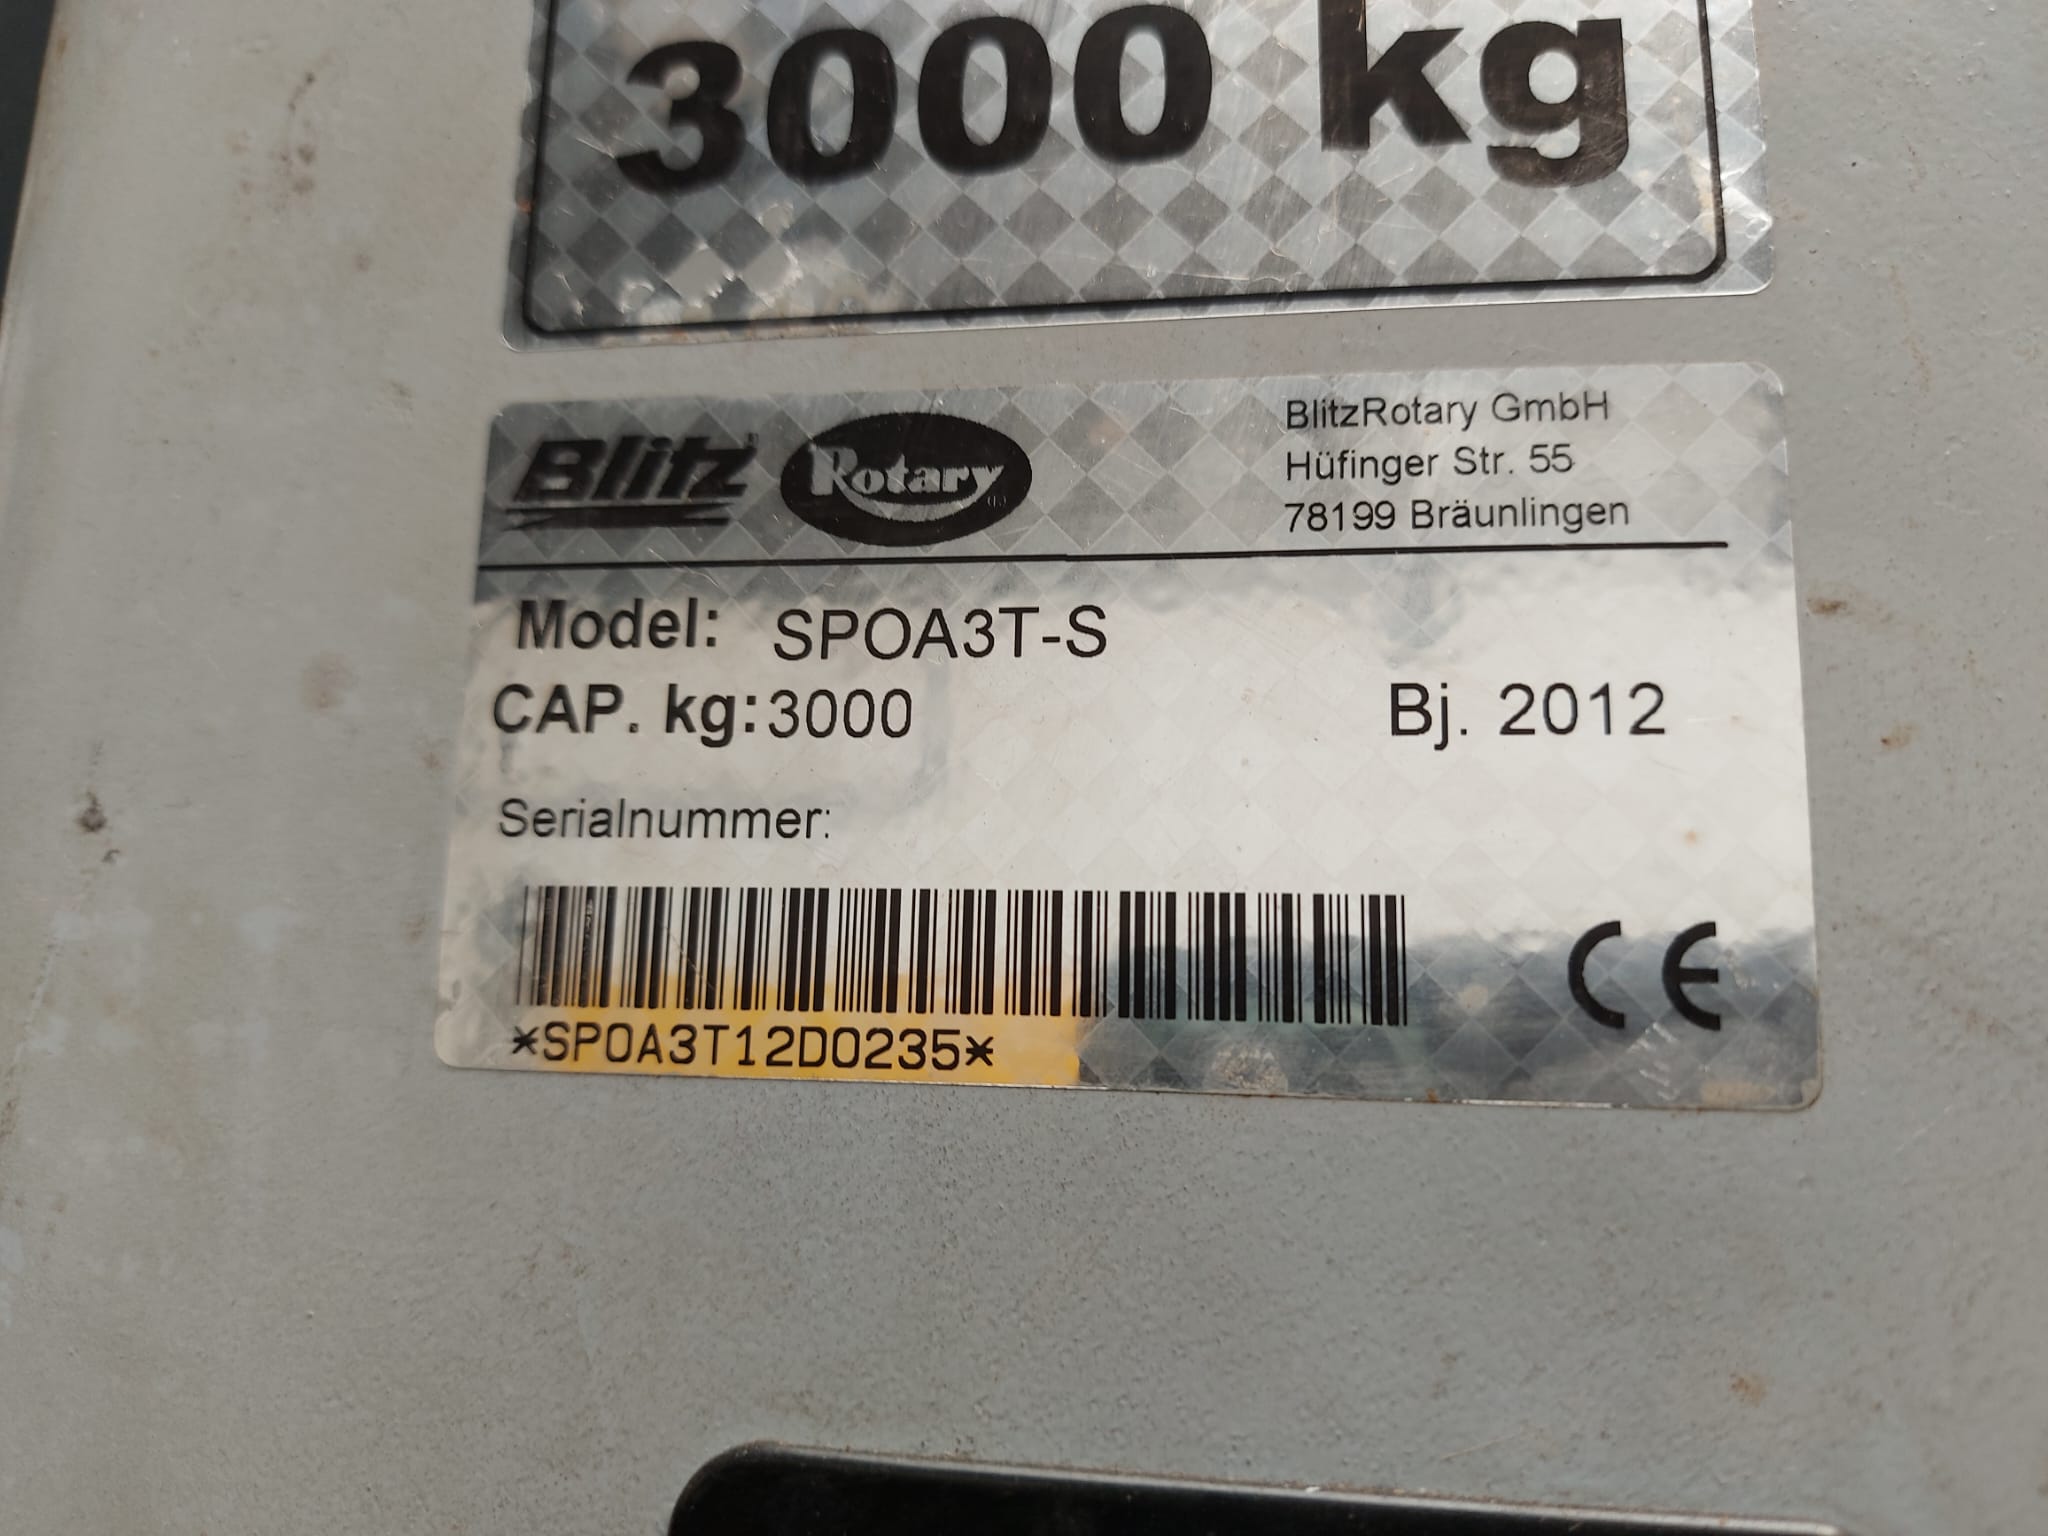 3000 kg
Blitz Rotary
BlitzRotary GmbH
Hüfinger Str. 55
78199 Bräunlingen
Model: SPOA3T-S
CAP. kg: 3000 Bj. 2012
Serialnummer:
*SPOA3T12D0235*
CE